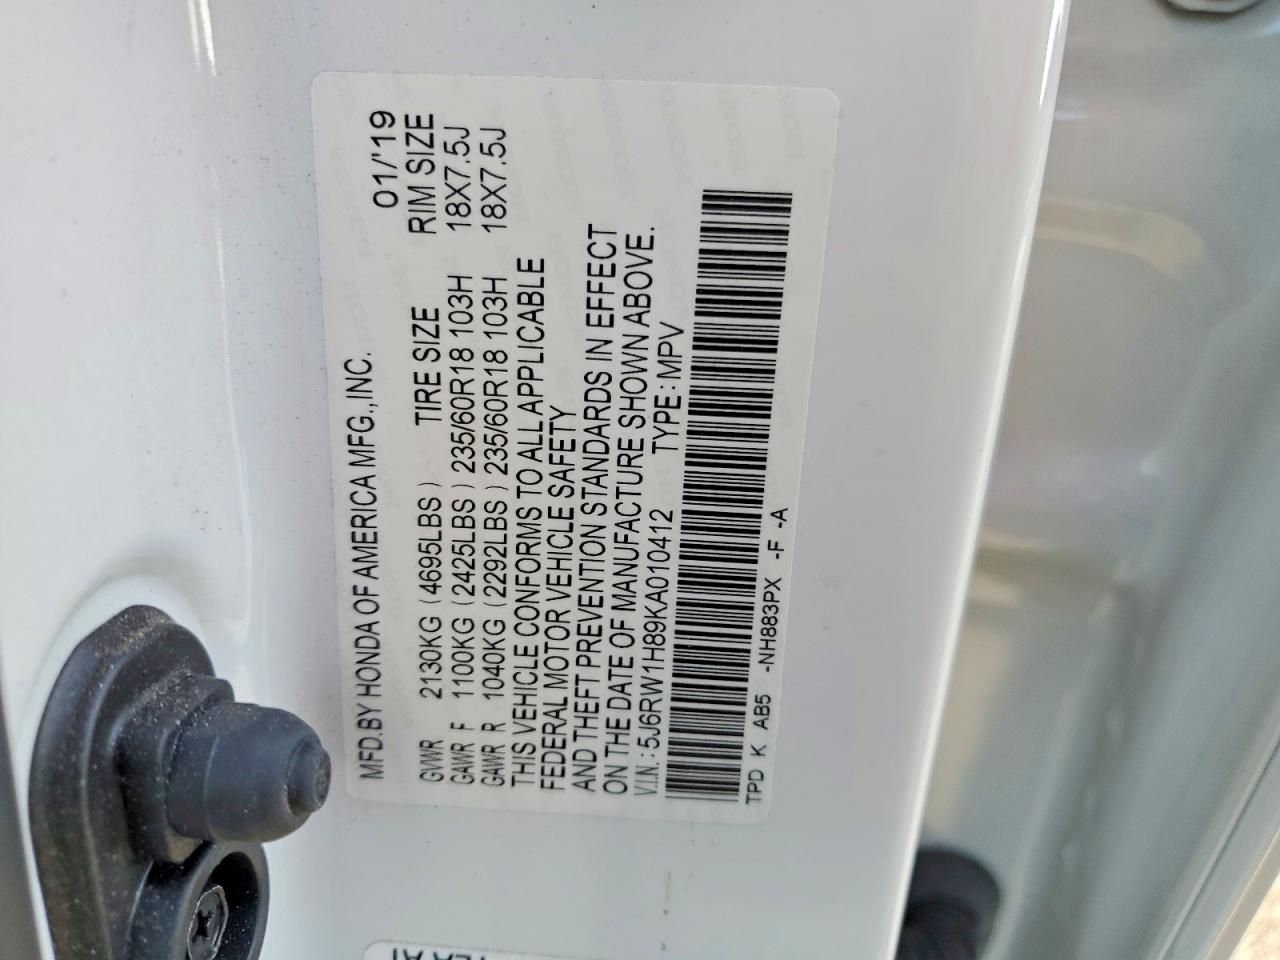 MFD.BY HONDA OF AMERICA MFG.,INC. 01/'19
GVWR 2130KG (4695LBS) TIRE SIZE RIM SIZE
GAWR F 1100KG (2425LBS) 235/60R18 103H 18X7.5J
GAWR R 1040KG (2292LBS) 235/60R18 103H 18X7.5J
THIS VEHICLE CONFORMS TO ALL APPLICABLE
FEDERAL MOTOR VEHICLE SAFETY
AND THEFT PREVENTION STANDARDS IN EFFECT
ON THE DATE OF MANUFACTURE SHOWN ABOVE.
V.I.N.: 5J6RW1H89KA010412 TYPE: MPV
TPD K AB5 -NH883PX -F -A